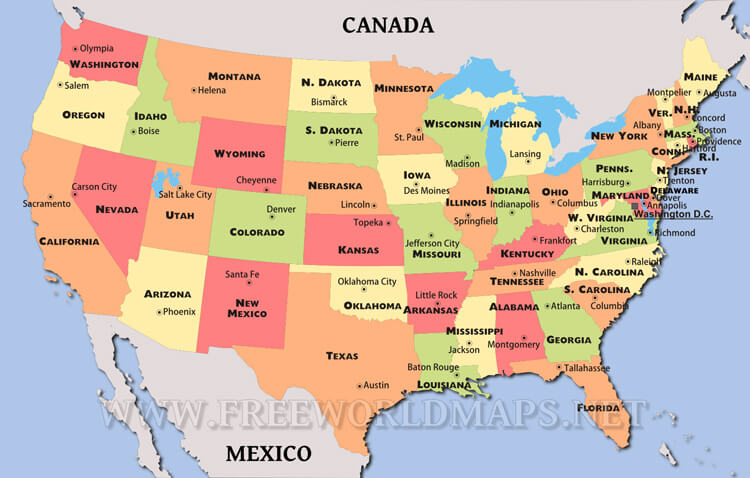 CANADA
Olympia
WASHINGTON
MONTANA
Helena
N. DAKOTA
Bismarck
MINNESOTA
St. Paul
MAINE
Augusta
Montpelier
VER.
N.H.
Concord
Salem
OREGON
IDAHO
Boise
S. DAKOTA
Pierre
WISCONSIN
Madison
MICHIGAN
Lansing
NEW YORK
Albany
MASS.
Boston
Providence
Hartford
CONN.
R.I.
WYOMING
Cheyenne
NEBRASKA
Lincoln
IOWA
Des Moines
ILLINOIS
Springfield
INDIANA
Indianapolis
OHIO
Columbus
PENNS.
Harrisburg
N. JERSEY
Trenton
MARYLAND
DELAWARE
Dover
Annapolis
Washington D.C.
Carson City
Sacramento
NEVADA
CALIFORNIA
Salt Lake City
UTAH
Denver
COLORADO
Topeka
KANSAS
Jefferson City
MISSOURI
Frankfort
KENTUCKY
W. VIRGINIA
Charleston
VIRGINIA
Richmond
Nashville
TENNESSEE
Raleigh
N. CAROLINA
S. CAROLINA
Columbia
ARIZONA
Phoenix
Santa Fe
NEW
MEXICO
Oklahoma City
OKLAHOMA
Little Rock
ARKANSAS
MISSISSIPPI
Jackson
ALABAMA
Montgomery
Atlanta
GEORGIA
TEXAS
Austin
Baton Rouge
LOUISIANA
Tallahassee
FLORIDA
WWW.FREEWORLDMAPS.NET
MEXICO